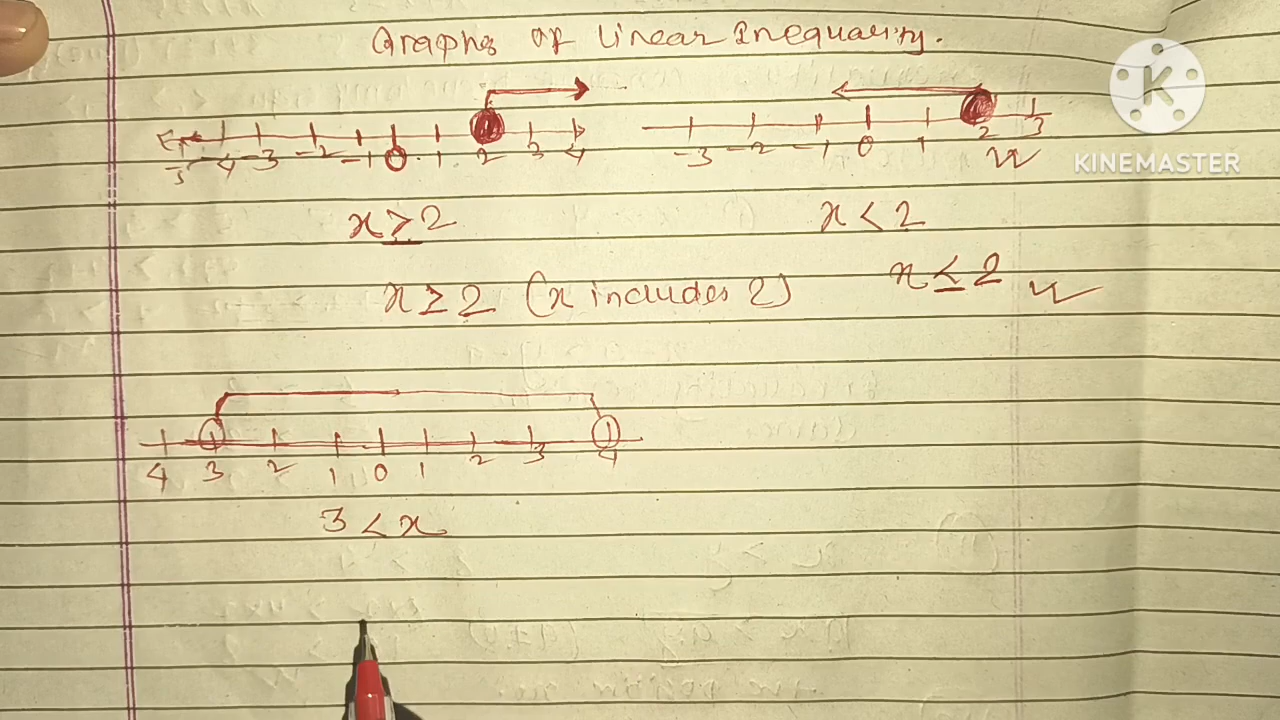 Graphs of Linear Inequality.
-4 -3 -2 -1 0 1 2 3 4
-3 -2 -1 0 1 2 3
K
KINEMASTER
x ≥ 2
x < 2
x ≥ 2 (x includes 2)
x ≤ 2
4 3 2 1 0 1 2 3 4
3 < x